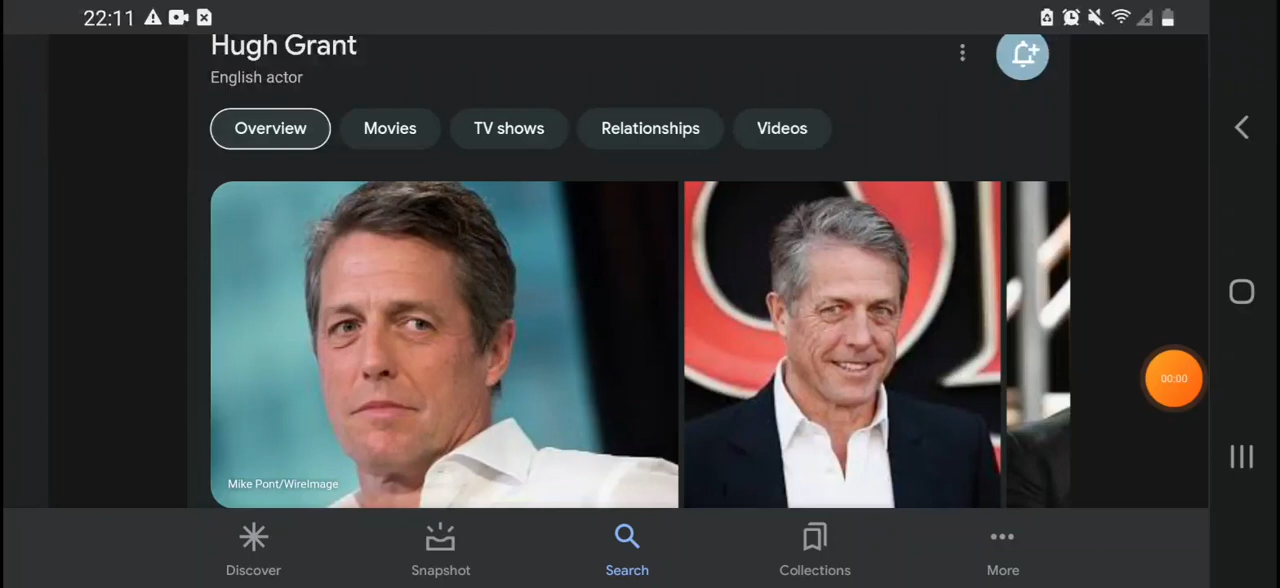 22:11
Hugh Grant
English actor
Overview
Movies
TV shows
Relationships
Videos
Mike Pont/WireImage
00:00
Discover
Snapshot
Search
Collections
More